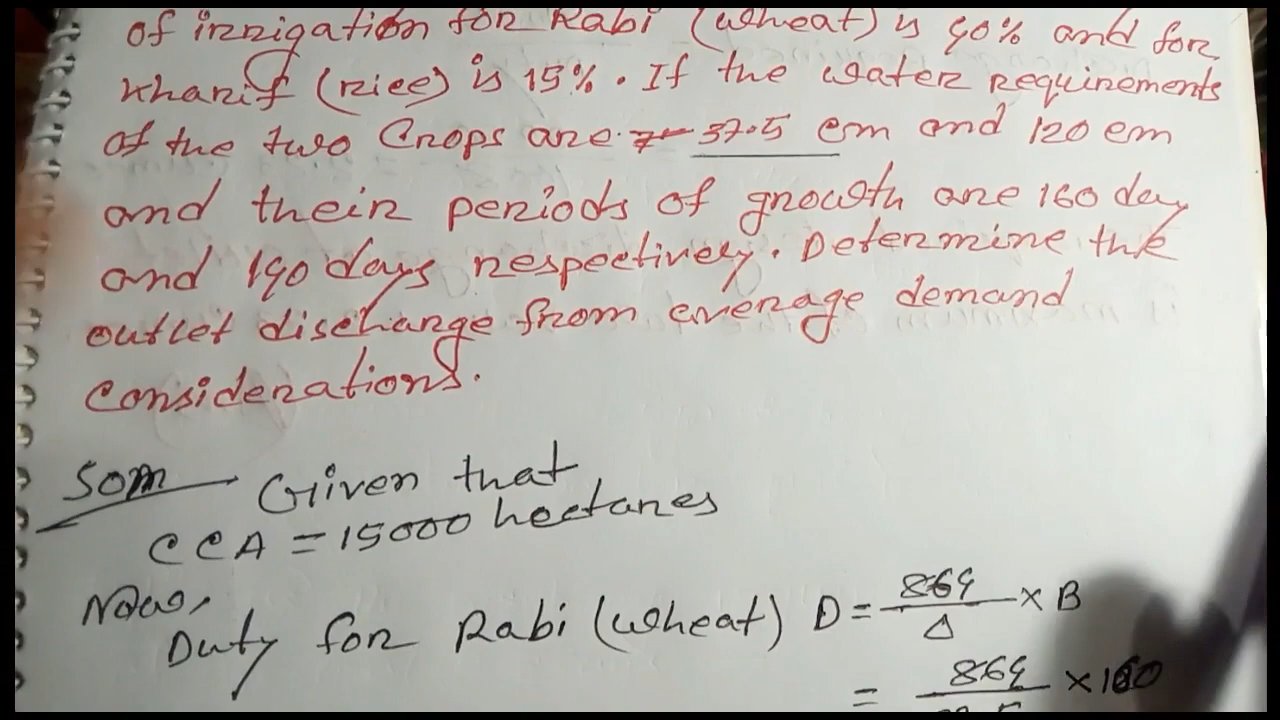 of irrigation for Rabi (wheat) is 40% and for
kharif (rice) is 15%. If the water requirements
of the two Crops are 37.5 cm and 120 cm
and their periods of growth are 160 day
and 140 days respectively. Determine the
outlet discharge from average demand
considerations.
Soln Given that
CCA = 15000 hectares
Now,
Duty for Rabi (wheat) D = 864/Δ × B
= 864 × 160